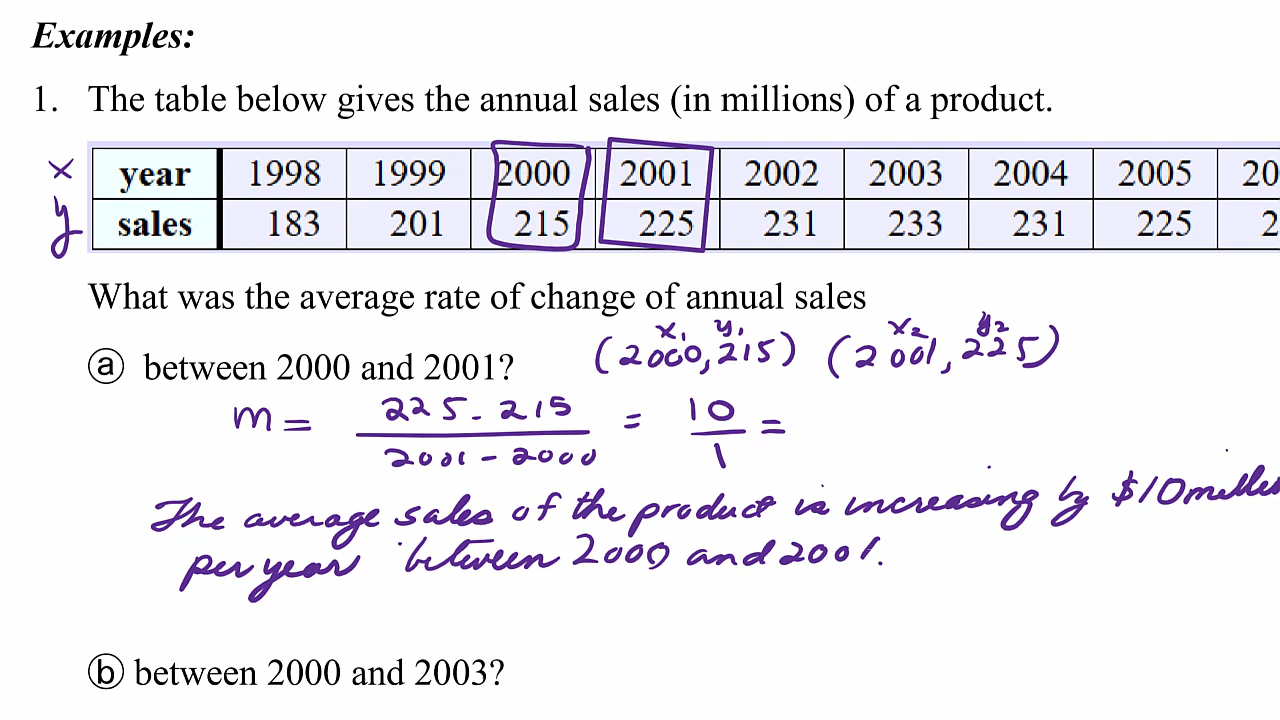 Examples:
1. The table below gives the annual sales (in millions) of a product.
x year 1998 1999 2000 2001 2002 2003 2004 2005 20
y sales 183 201 215 225 231 233 231 225 2
What was the average rate of change of annual sales
x₁ y₁ x₂ y₂
ⓐ between 2000 and 2001? (2000, 215) (2001, 225)
m = 225 - 215 / 2001 - 2000 = 10 / 1 =
The average sales of the product is increasing by $10
per year between 2000 and 2001.
ⓑ between 2000 and 2003?